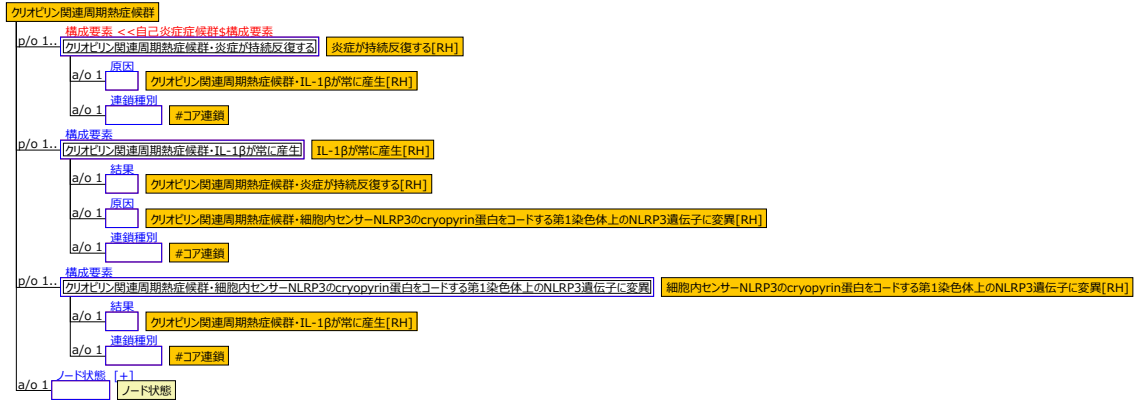 クリオピリン関連周期熱症候群
構成要素 <<自己炎症症候群$構成要素
p/o 1.. クリオピリン関連周期熱症候群・炎症が持続反復する 炎症が持続反復する[RH]
原因
a/o 1 クリオピリン関連周期熱症候群・IL-1βが常に産生[RH]
連鎖種別
a/o 1 #コア連鎖
構成要素
p/o 1.. クリオピリン関連周期熱症候群・IL-1βが常に産生 IL-1βが常に産生[RH]
結果
a/o 1 クリオピリン関連周期熱症候群・炎症が持続反復する[RH]
原因
a/o 1 クリオピリン関連周期熱症候群・細胞内センサーNLRP3のcryopyrin蛋白をコードする第1染色体上のNLRP3遺伝子に変異[RH]
連鎖種別
a/o 1 #コア連鎖
構成要素
p/o 1.. クリオピリン関連周期熱症候群・細胞内センサーNLRP3のcryopyrin蛋白をコードする第1染色体上のNLRP3遺伝子に変異 細胞内センサーNLRP3のcryopyrin蛋白をコードする第1染色体上のNLRP3遺伝子に変異[RH]
結果
a/o 1 クリオピリン関連周期熱症候群・IL-1βが常に産生[RH]
連鎖種別
a/o 1 #コア連鎖
ノード状態 [+]
a/o 1 ノード状態